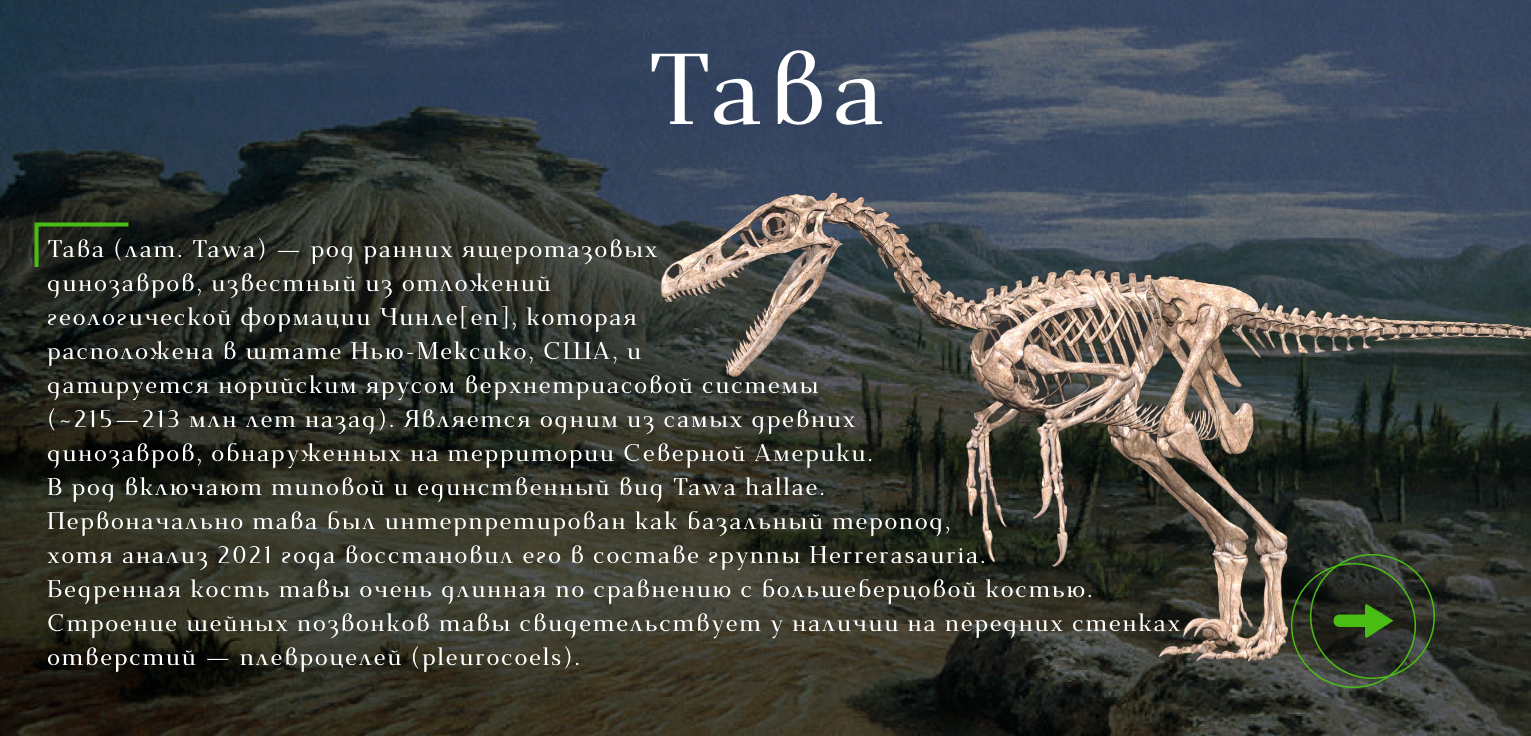 Тава
Тава (лат. Tawa) — род ранних ящеротазовых
динозавров, известный из отложений
геологической формации Чинле[en], которая
расположена в штате Нью-Мексико, США, и
датируется норийским ярусом верхнетриасовой системы
(~215—213 млн лет назад). Является одним из самых древних
динозавров, обнаруженных на территории Северной Америки.
В род включают типовой и единственный вид Tawa hallae.
Первоначально тава был интерпретирован как базальный теропод,
хотя анализ 2021 года восстановил его в составе группы Herrerasauria.
Бедренная кость тавы очень длинная по сравнению с большеберцовой костью.
Строение шейных позвонков тавы свидетельствует у наличии на передних стенках
отверстий — плевроцелей (pleurocoels).